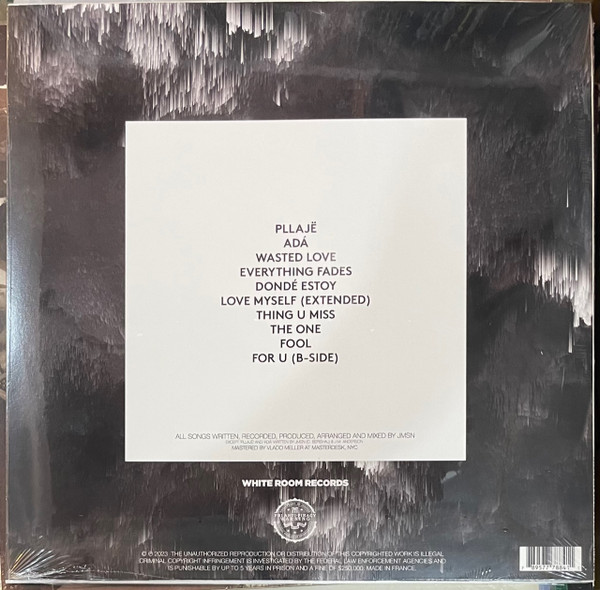 PLLAJË
ADÁ
WASTED LOVE
EVERYTHING FADES
DONDÉ ESTOY
LOVE MYSELF (EXTENDED)
THING U MISS
THE ONE
FOOL
FOR U (B-SIDE)
ALL SONGS WRITTEN, RECORDED, PRODUCED, ARRANGED AND MIXED BY JMSN
MASTERED BY VLADO MELLER AT MASTERDISK, NYC
WHITE ROOM RECORDS
© ℗ 2023 THE UNAUTHORIZED REPRODUCTION OR DISTRIBUTION OF THIS COPYRIGHTED WORK IS ILLEGAL.
CRIMINAL COPYRIGHT INFRINGEMENT IS INVESTIGATED BY THE FEDERAL LAW ENFORCEMENT AGENCIES AND
IS PUNISHABLE BY UP TO 5 YEARS IN PRISON AND A FINE OF $250,000. MADE IN FRANCE.